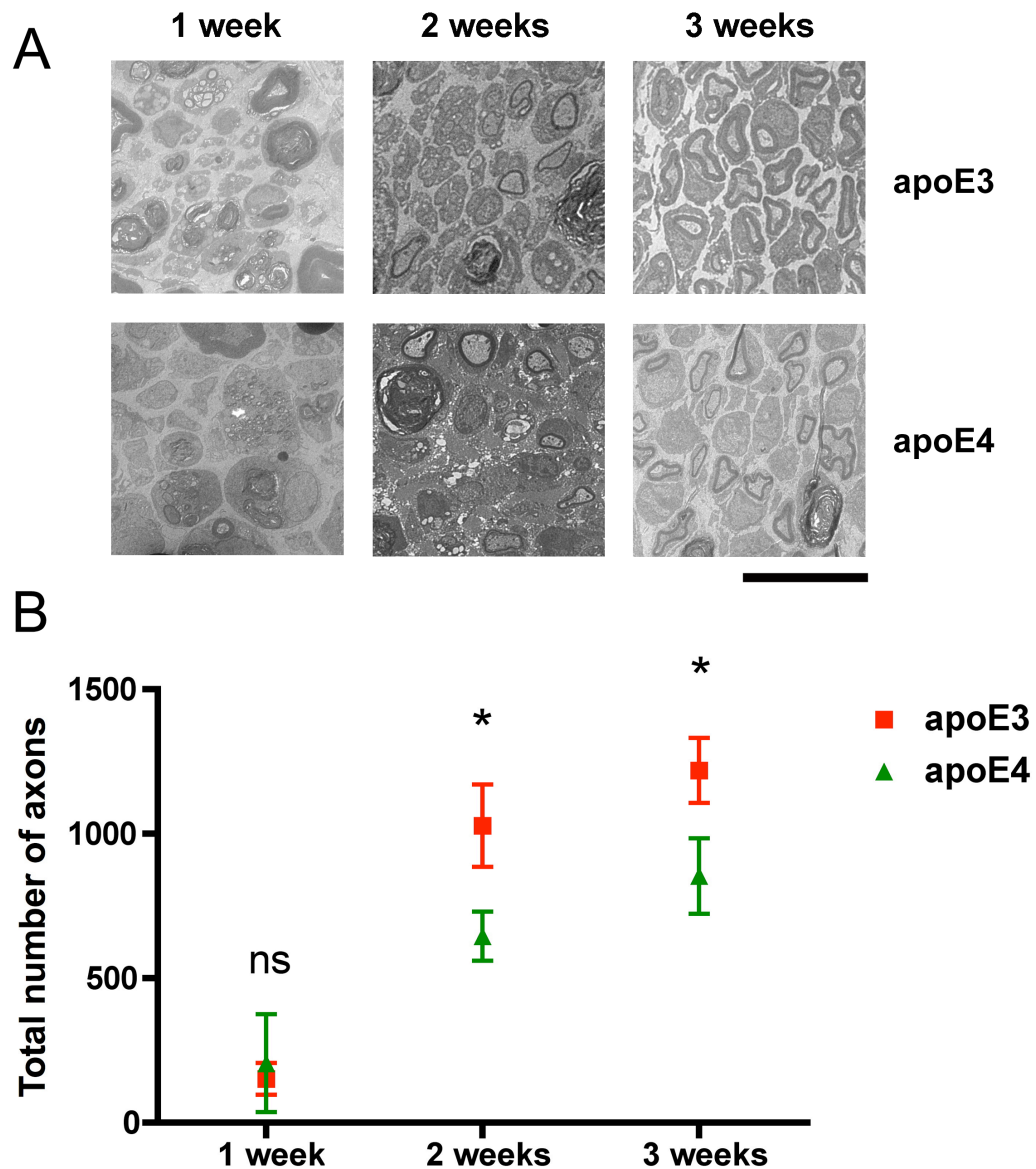 A
1 week 2 weeks 3 weeks
apoE3
apoE4
B
Total number of axons
1500
1000
500
0
ns
*
*
1 week 2 weeks 3 weeks
apoE3
apoE4